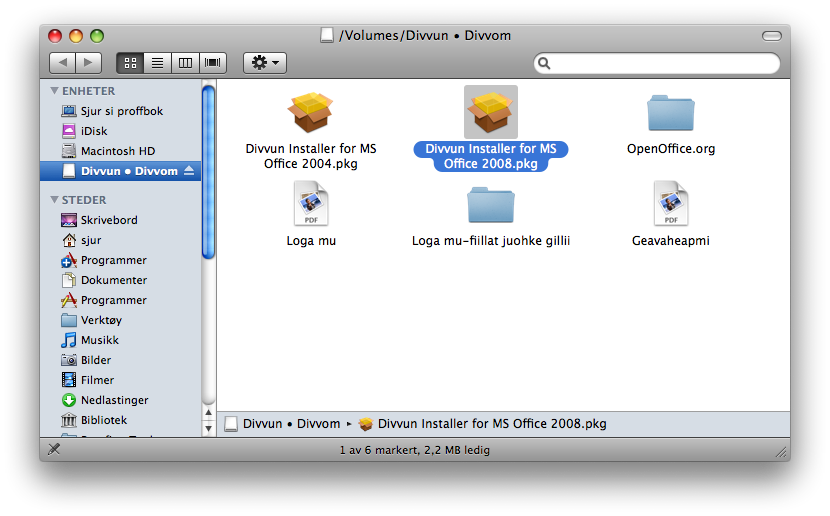 /Volumes/Divvun • Divvom
ENHETER
Sjur si proffbok
iDisk
Macintosh HD
Divvun • Divvom
STEDER
Skrivebord
sjur
Programmer
Dokumenter
Programmer
Verktøy
Musikk
Bilder
Filmer
Nedlastinger
Bibliotek
Divvun Installer for MS
Office 2004.pkg
Divvun Installer for MS
Office 2008.pkg
OpenOffice.org
PDF
Loga mu
Loga mu-fiillat juohke gillii
PDF
Geavaheapmi
Divvun • Divvom ▸ Divvun Installer for MS Office 2008.pkg
1 av 6 markert, 2,2 MB ledig